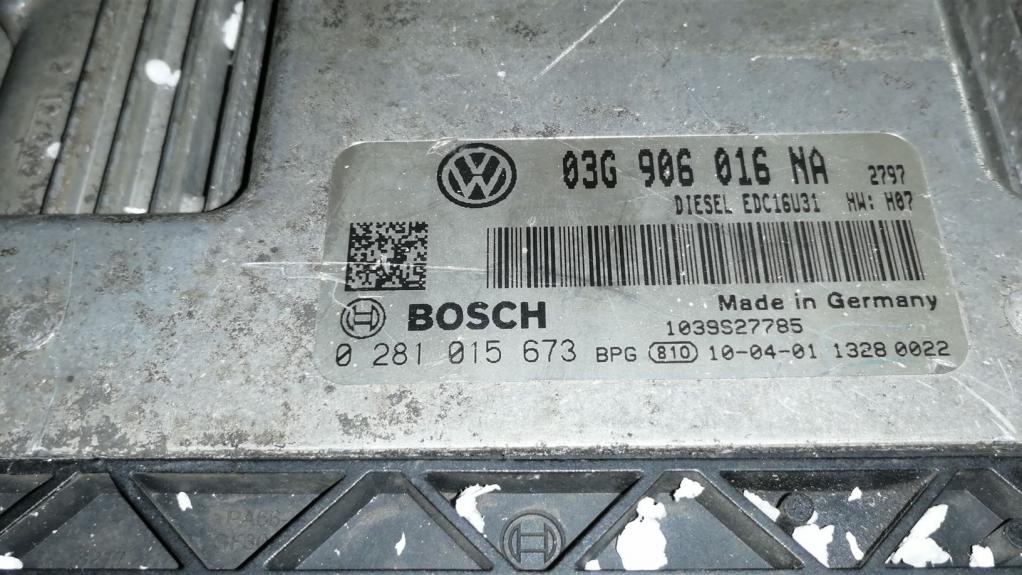 03G 906 016 NA 2797
DIESEL EDC16U31 HW: H07
BOSCH
Made in Germany
1039S27785
0 281 015 673 BPG 810 10-04-01 1328 0022
PA66